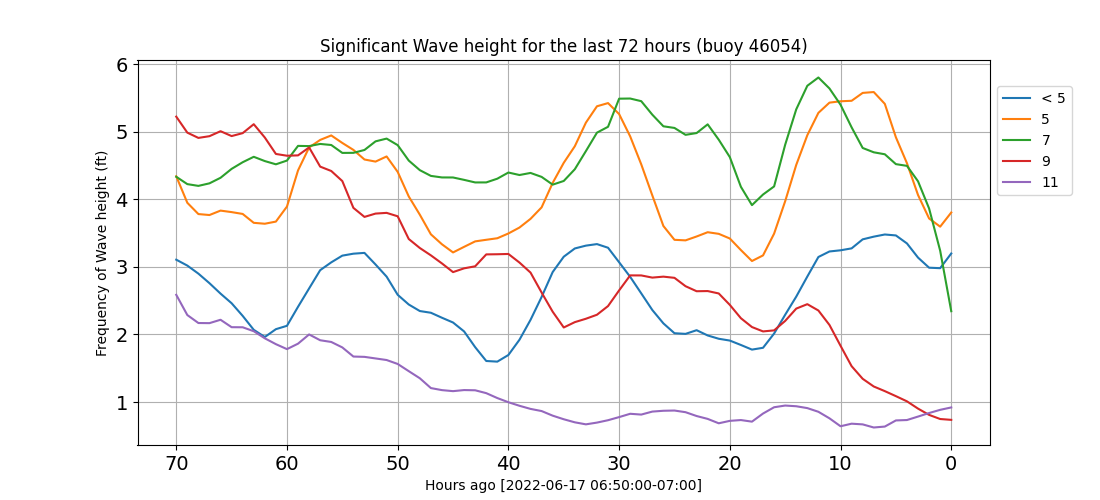 Significant Wave height for the last 72 hours (buoy 46054)
Frequency of Wave height (ft)
6
5
4
3
2
1
70 60 50 40 30 20 10 0
Hours ago [2022-06-17 06:50:00-07:00]
< 5
5
7
9
11